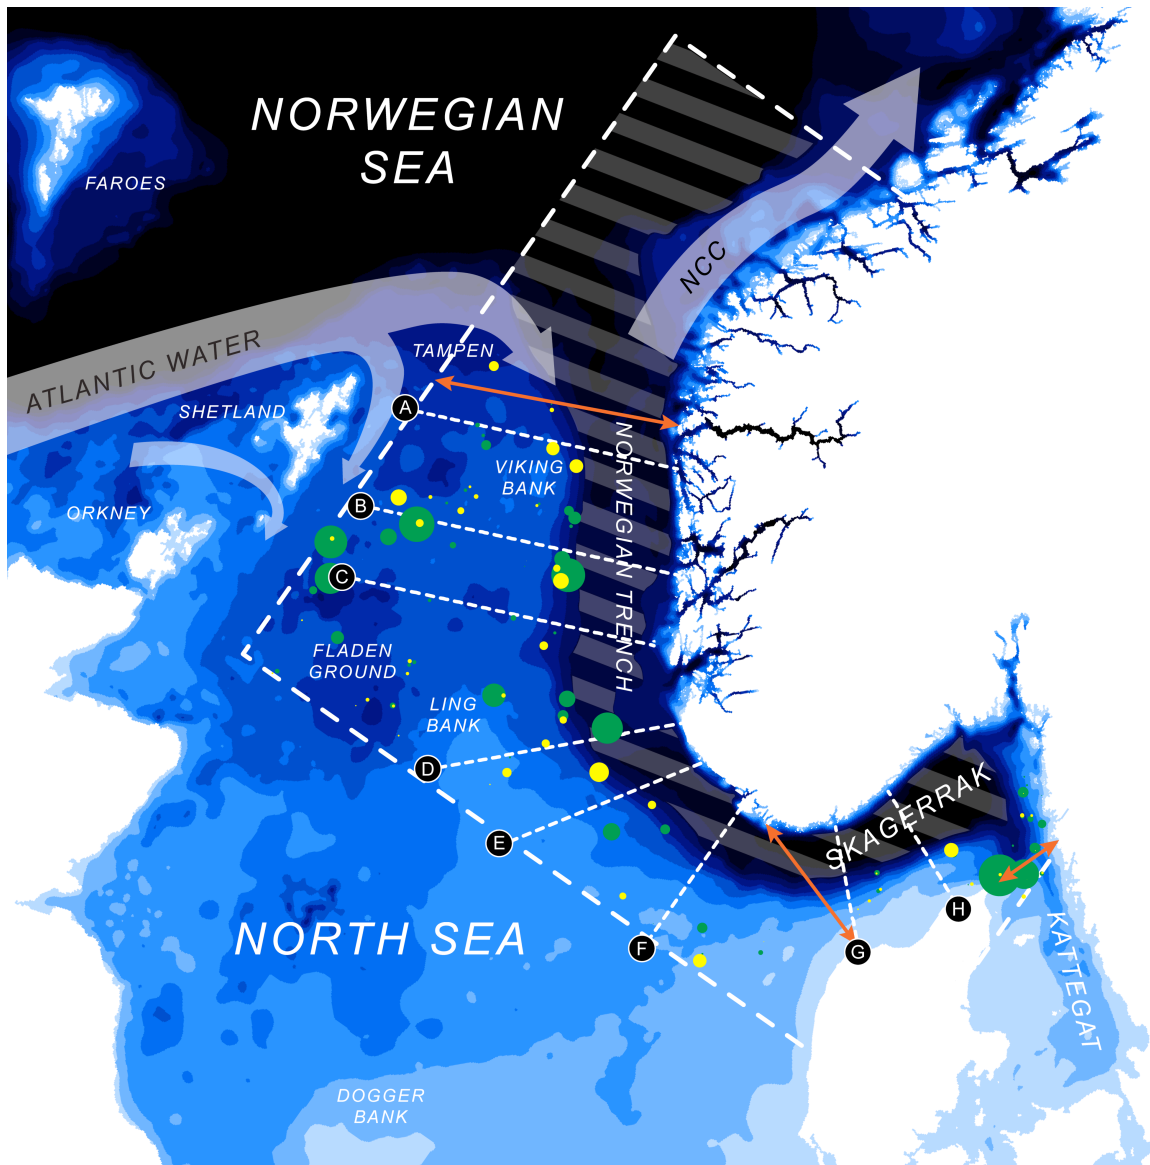 NORWEGIAN
SEA
FAROES
NCC
ATLANTIC WATER
TAMPEN
SHETLAND
A
VIKING
BANK
NORWEGIAN TRENCH
ORKNEY
B
C
FLADEN
GROUND
LING
BANK
D
SKAGERRAK
E
H
F
G
NORTH SEA
KATTEGAT
DOGGER
BANK